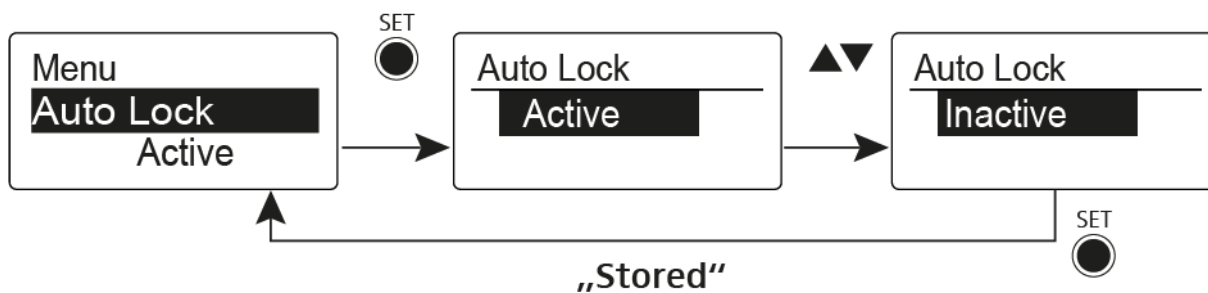 SET
Menu
Auto Lock
Active
Auto Lock
Active
▲▼
Auto Lock
Inactive
SET
„Stored“